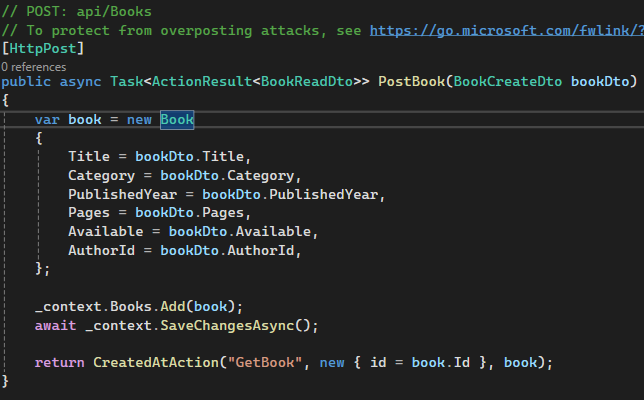 // POST: api/Books
// To protect from overposting attacks, see https://go.microsoft.com/fwlink/?
[HttpPost]
0 references
public async Task<ActionResult<BookReadDto>> PostBook(BookCreateDto bookDto)
{
    var book = new Book
    {
        Title = bookDto.Title,
        Category = bookDto.Category,
        PublishedYear = bookDto.PublishedYear,
        Pages = bookDto.Pages,
        Available = bookDto.Available,
        AuthorId = bookDto.AuthorId,
    };
    _context.Books.Add(book);
    await _context.SaveChangesAsync();
    return CreatedAtAction("GetBook", new { id = book.Id }, book);
}